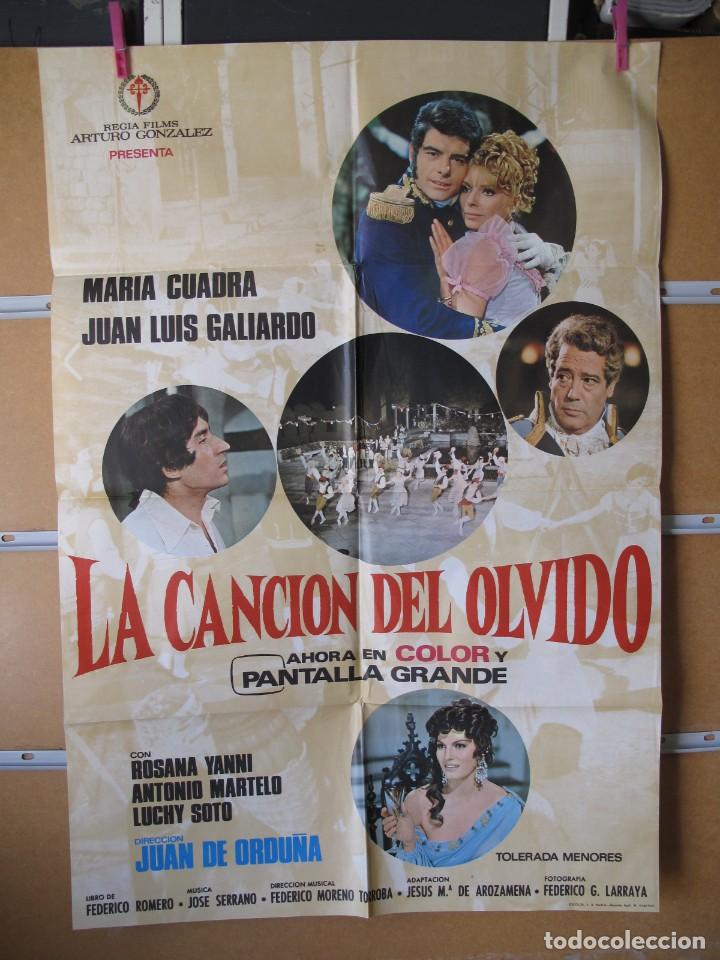 REGIA FILMS
ARTURO GONZALEZ
PRESENTA
MARIA CUADRA
JUAN LUIS GALIARDO
LA CANCION DEL OLVIDO
AHORA EN COLOR Y
PANTALLA GRANDE
CON
ROSANA YANNI
ANTONIO MARTELO
LUCHY SOTO
DIRECCION
JUAN DE ORDUÑA
TOLERADA MENORES
LIBRO DE
FEDERICO ROMERO
MUSICA
JOSE SERRANO
DIRECCION MUSICAL
FEDERICO MORENO TORROBA
ADAPTACION
JESUS M.ª DE AROZAMENA
FOTOGRAFIA
FEDERICO G. LARRAYA
todocoleccion.net